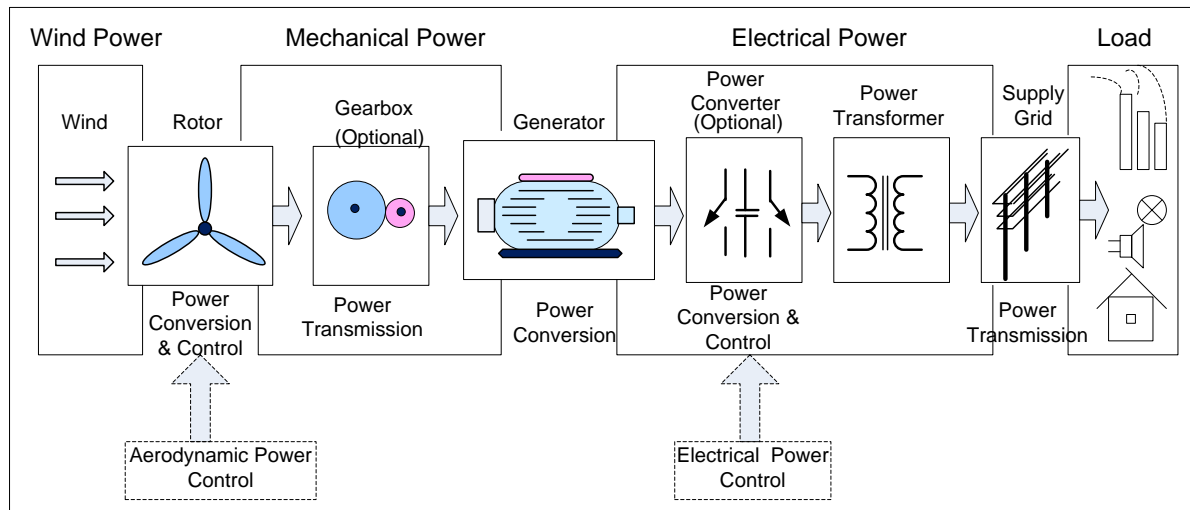 Wind Power
Mechanical Power
Electrical Power
Load
Wind
Rotor
Gearbox
(Optional)
Generator
Power
Converter
(Optional)
Power
Transformer
Supply
Grid
Power
Conversion
& Control
Power
Transmission
Power
Conversion
Power
Conversion &
Control
Power
Transmission
Aerodynamic Power
Control
Electrical Power
Control